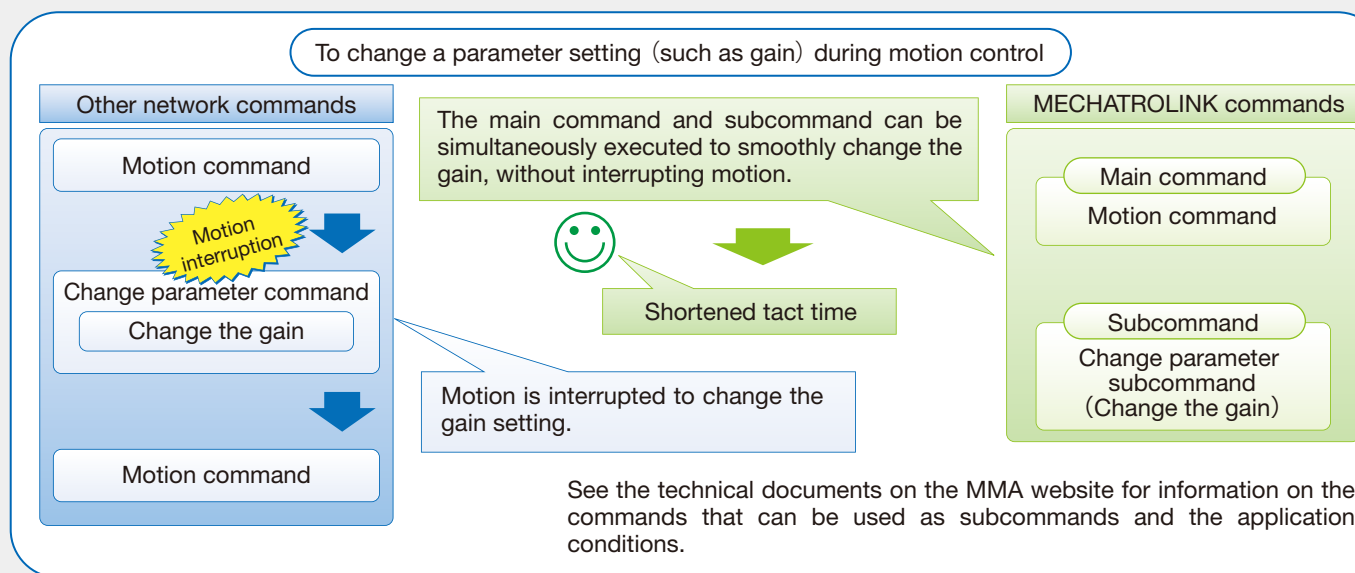 To change a parameter setting（such as gain）during motion control
Other network commands
Motion command
Motion
interruption
Change parameter command
Change the gain
Motion command
The main command and subcommand can be
simultaneously executed to smoothly change the
gain, without interrupting motion.
Shortened tact time
Motion is interrupted to change the
gain setting.
MECHATROLINK commands
Main command
Motion command
Subcommand
Change parameter
subcommand
（Change the gain）
See the technical documents on the MMA website for information on the
commands that can be used as subcommands and the application
conditions.